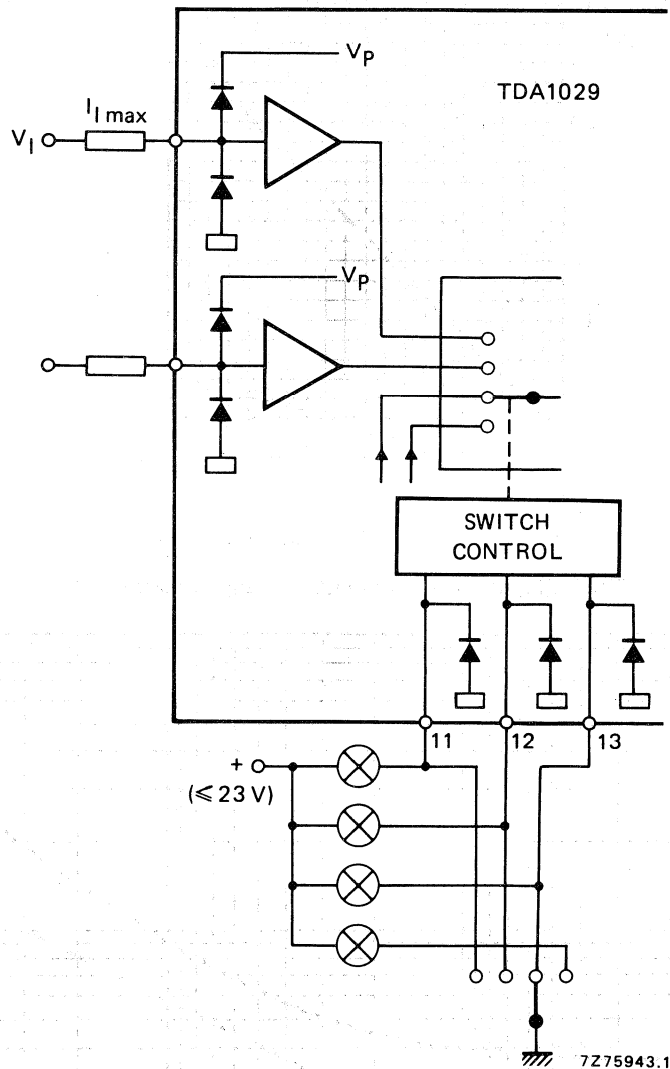 V_P
TDA1029
I_I max
V_I
V_P
SWITCH
CONTROL
11
12
13
+
(⩽ 23 V)
7Z75943.1